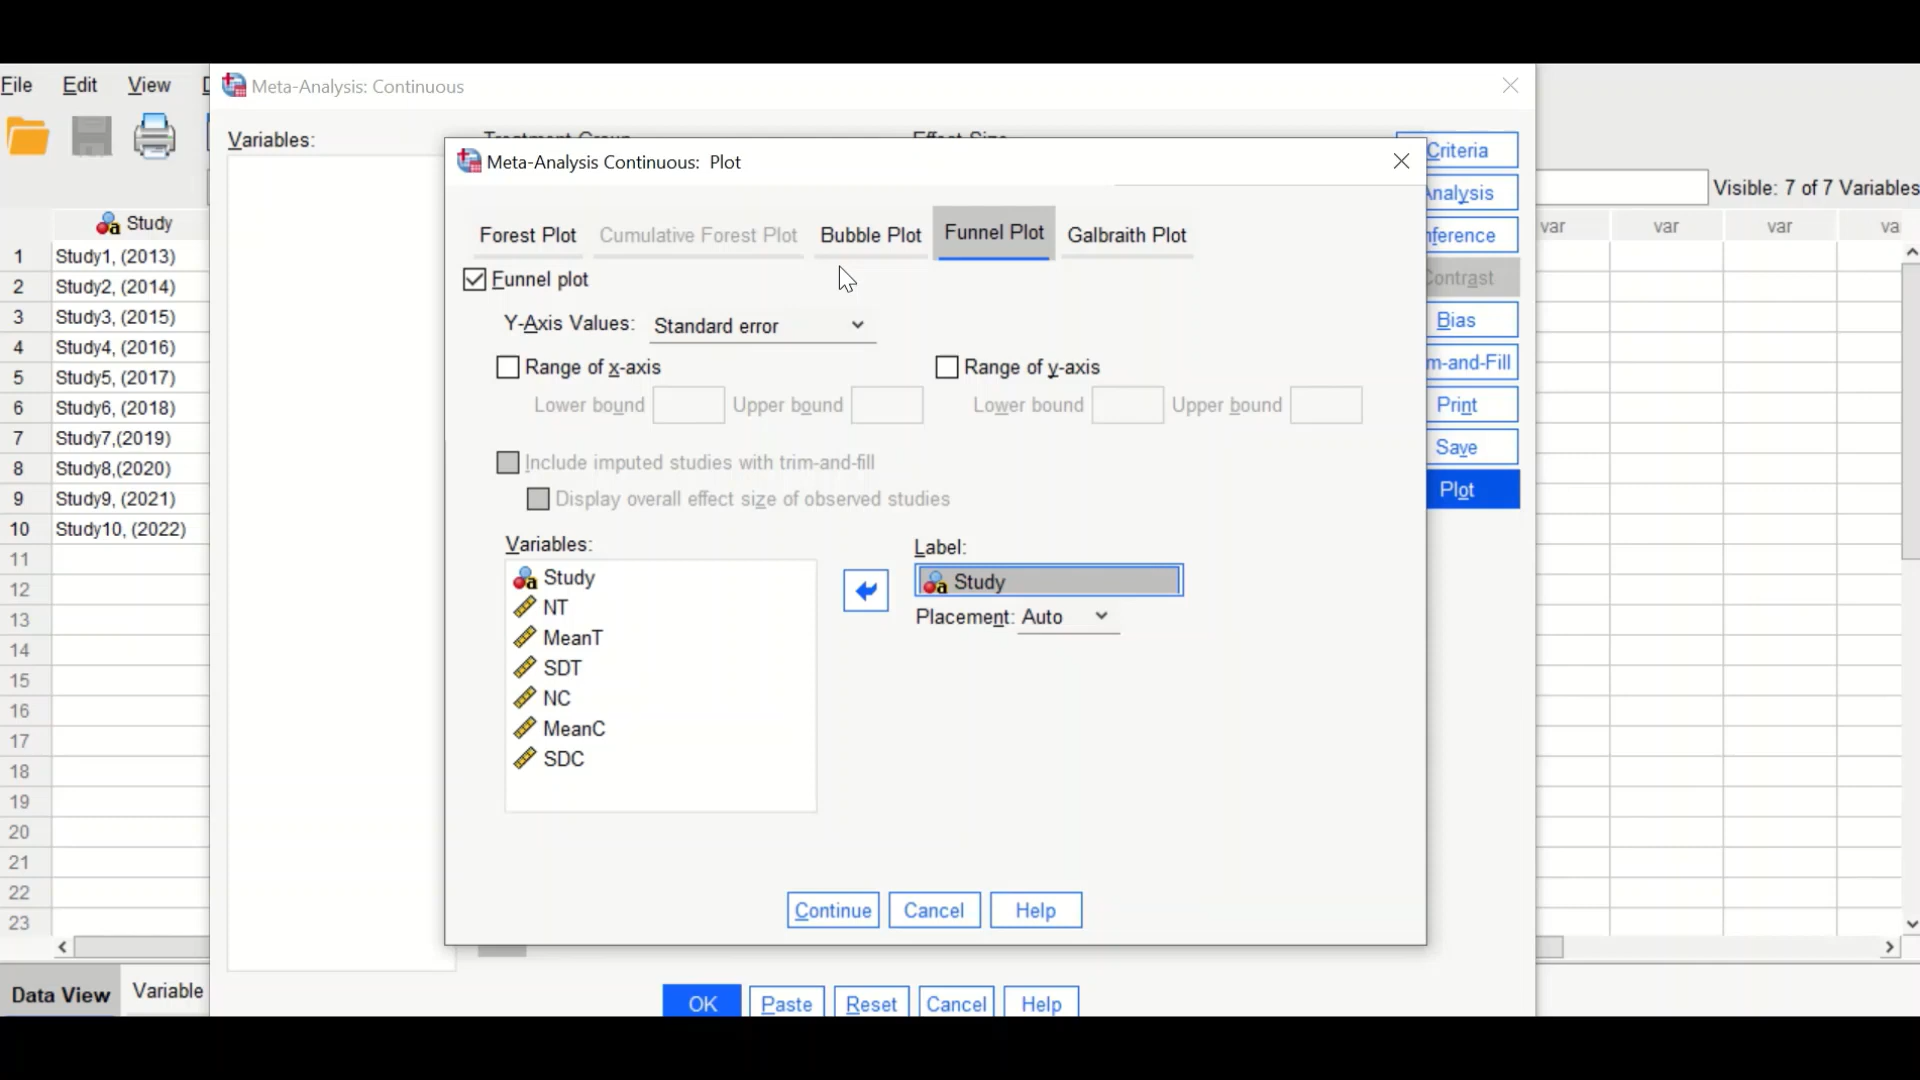 File Edit View
Meta-Analysis: Continuous
Variables:
Meta-Analysis Continuous: Plot
Criteria
Analysis
Inference
Contrast
Bias
m-and-Fill
Print
Save
Plot
Visible: 7 of 7 Variables
Forest Plot Cumulative Forest Plot Bubble Plot Funnel Plot Galbraith Plot
Funnel plot
Y-Axis Values: Standard error
Range of x-axis Range of y-axis
Lower bound Upper bound Lower bound Upper bound
Include imputed studies with trim-and-fill
Display overall effect size of observed studies
Variables:
Study
NT
MeanT
SDT
NC
MeanC
SDC
Label:
Study
Placement: Auto
Continue Cancel Help
OK Paste Reset Cancel Help
Study
1 Study1, (2013)
2 Study2, (2014)
3 Study3, (2015)
4 Study4, (2016)
5 Study5, (2017)
6 Study6, (2018)
7 Study7,(2019)
8 Study8,(2020)
9 Study9, (2021)
10 Study10, (2022)
11
12
13
14
15
16
17
18
19
20
21
22
23
var var var va
Data View Variable